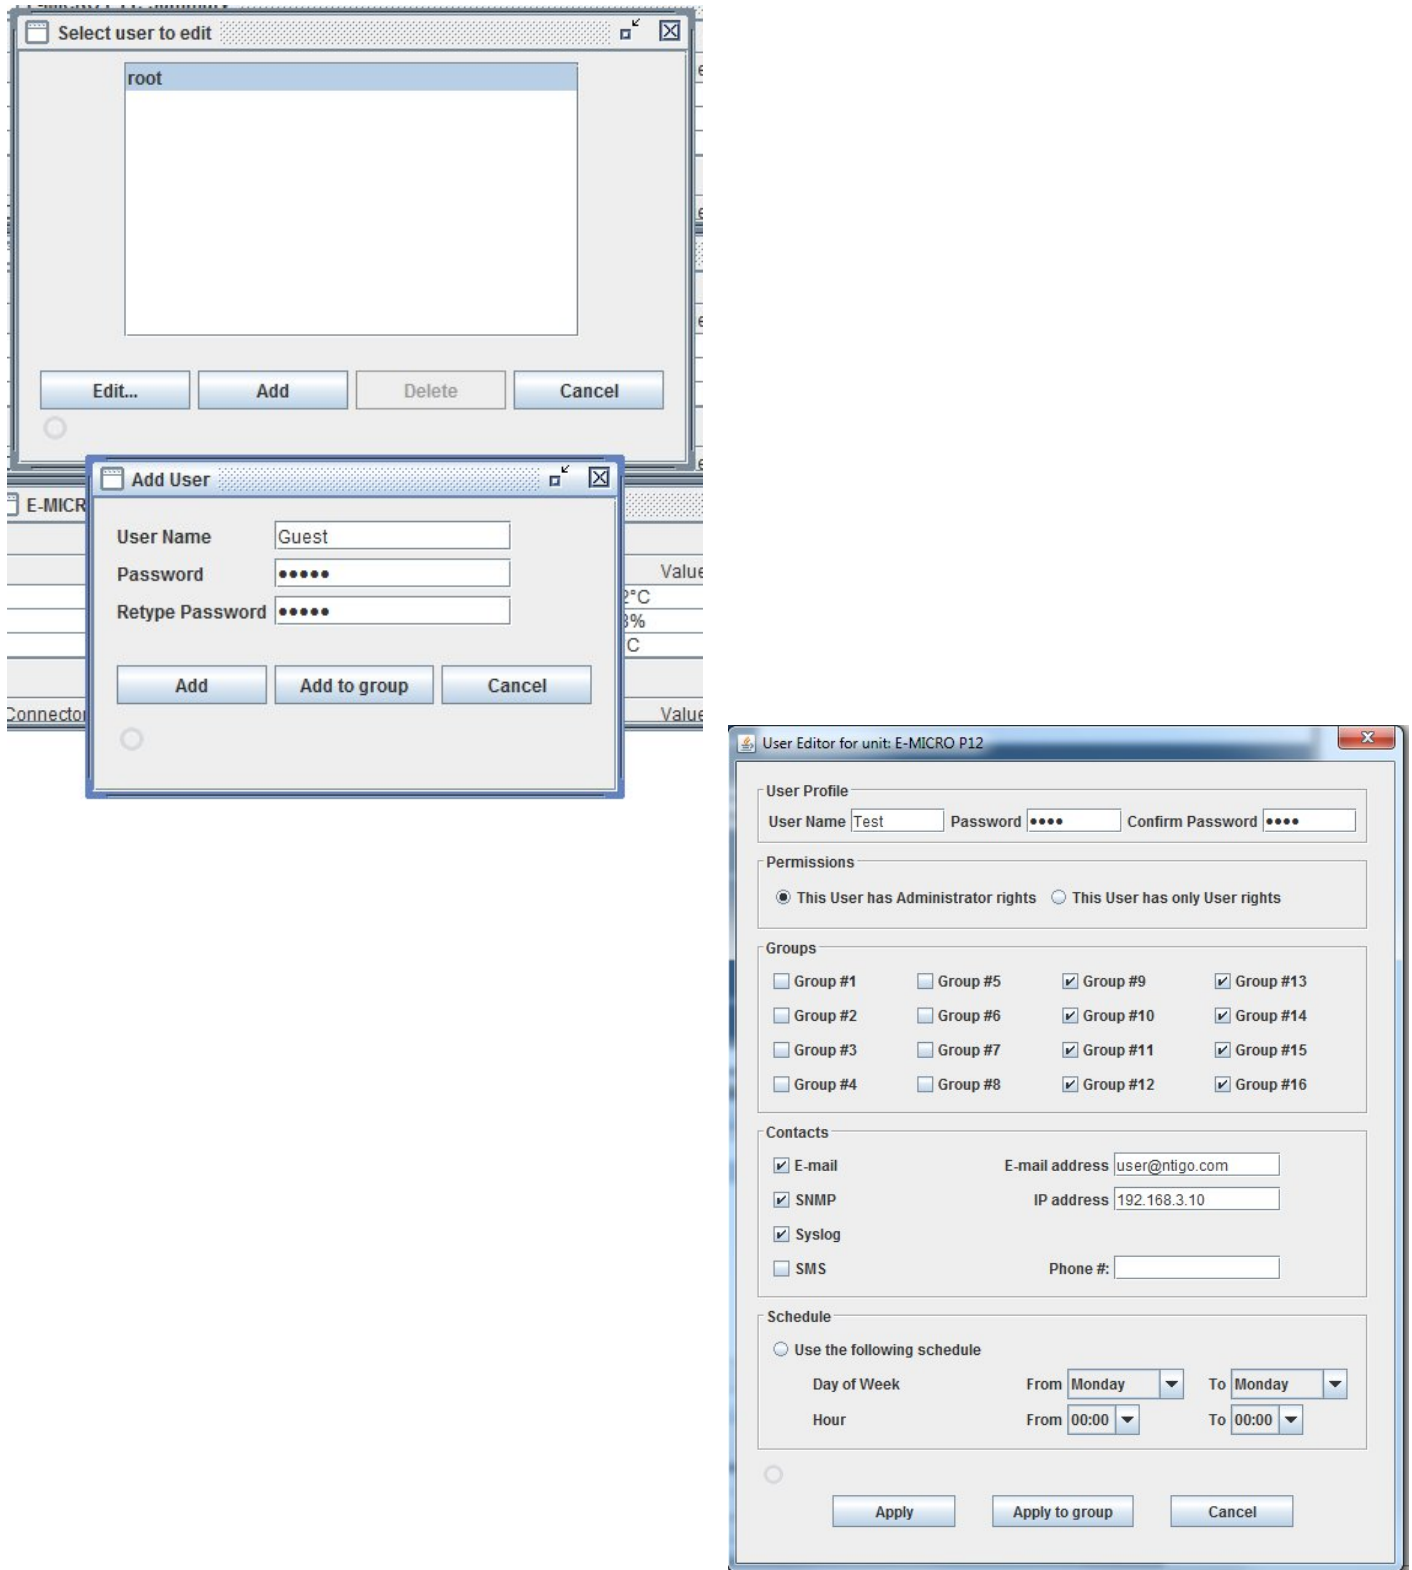 E-MICRO P12: Summary
Select user to edit
root
Edit... Add Delete Cancel
E-MICR
Add User
User Name Guest
Password •••••
Retype Password •••••
Add Add to group Cancel
Value
2°C
3%
C
Connector Value
User Editor for unit: E-MICRO P12
User Profile
User Name Test Password •••• Confirm Password ••••
Permissions
This User has Administrator rights This User has only User rights
Groups
Group #1 Group #5 Group #9 Group #13
Group #2 Group #6 Group #10 Group #14
Group #3 Group #7 Group #11 Group #15
Group #4 Group #8 Group #12 Group #16
Contacts
E-mail E-mail address user@ntigo.com
SNMP IP address 192.168.3.10
Syslog
SMS Phone #:
Schedule
Use the following schedule
Day of Week From Monday To Monday
Hour From 00:00 To 00:00
Apply Apply to group Cancel